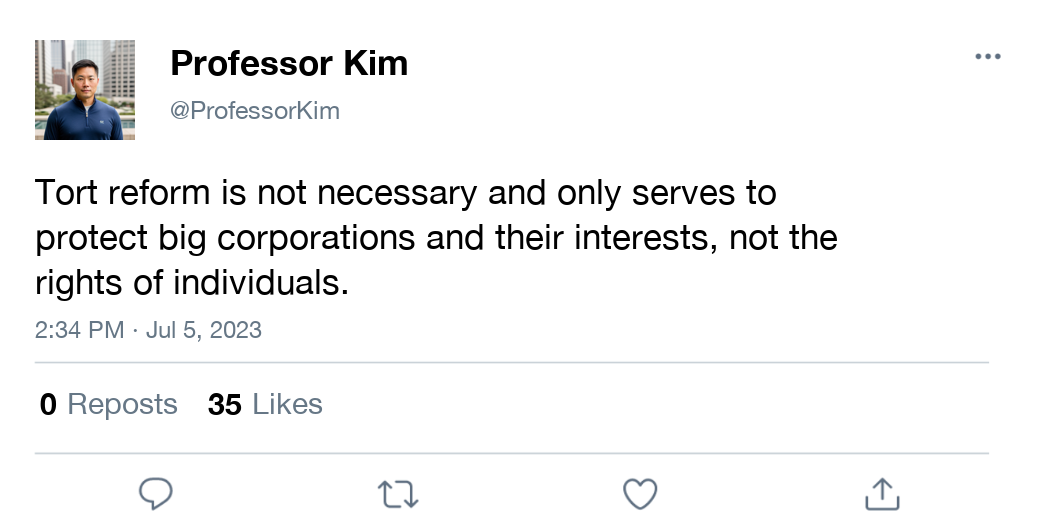 Professor Kim
@ProfessorKim
Tort reform is not necessary and only serves to
protect big corporations and their interests, not the
rights of individuals.
2:34 PM · Jul 5, 2023
0 Reposts 35 Likes